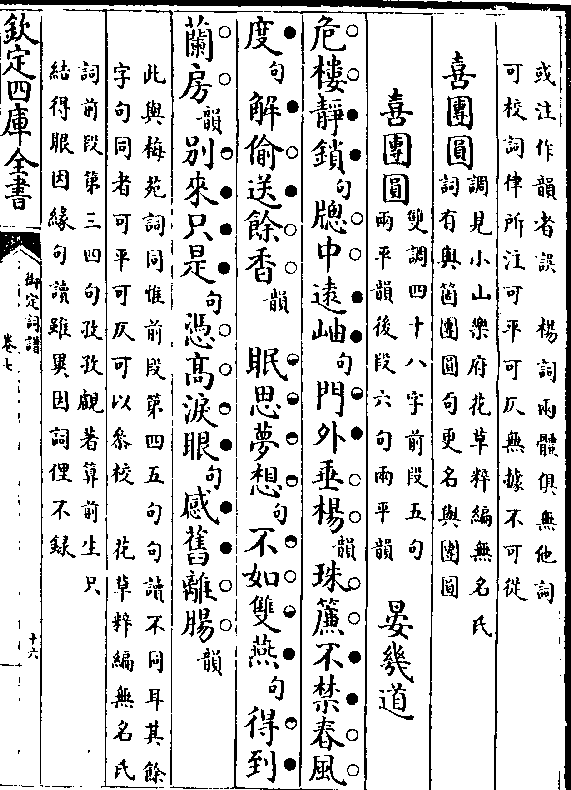 或注作韻者誤　楊詞兩體俱無他詞
可校詞律所注可平可仄無據不可從
喜團圓
調見小山樂府花草粹編無名氏
詞有與箇團圓句更名與團圓
喜團圓
雙調四十八字前段五句
兩平韻後段六句兩平韻
晏幾道
危樓靜鎖句牕中遠岫句門外垂楊韻珠簾不禁春風
度句解偷送餘香韻　眠思夢想句不如雙燕句得到
蘭房韻別來只是句憑高淚眼句感舊離腸韻
此與梅苑詞同惟前段第四五句句讀不同耳其餘
字句同者可平可仄可以叅校　花草粹編無名氏
詞前段第三四句孜孜覷著算前生只
結得眼因緣句讀雖異因詞俚不録
欽定四庫全書
御定詞譜
卷七
十六